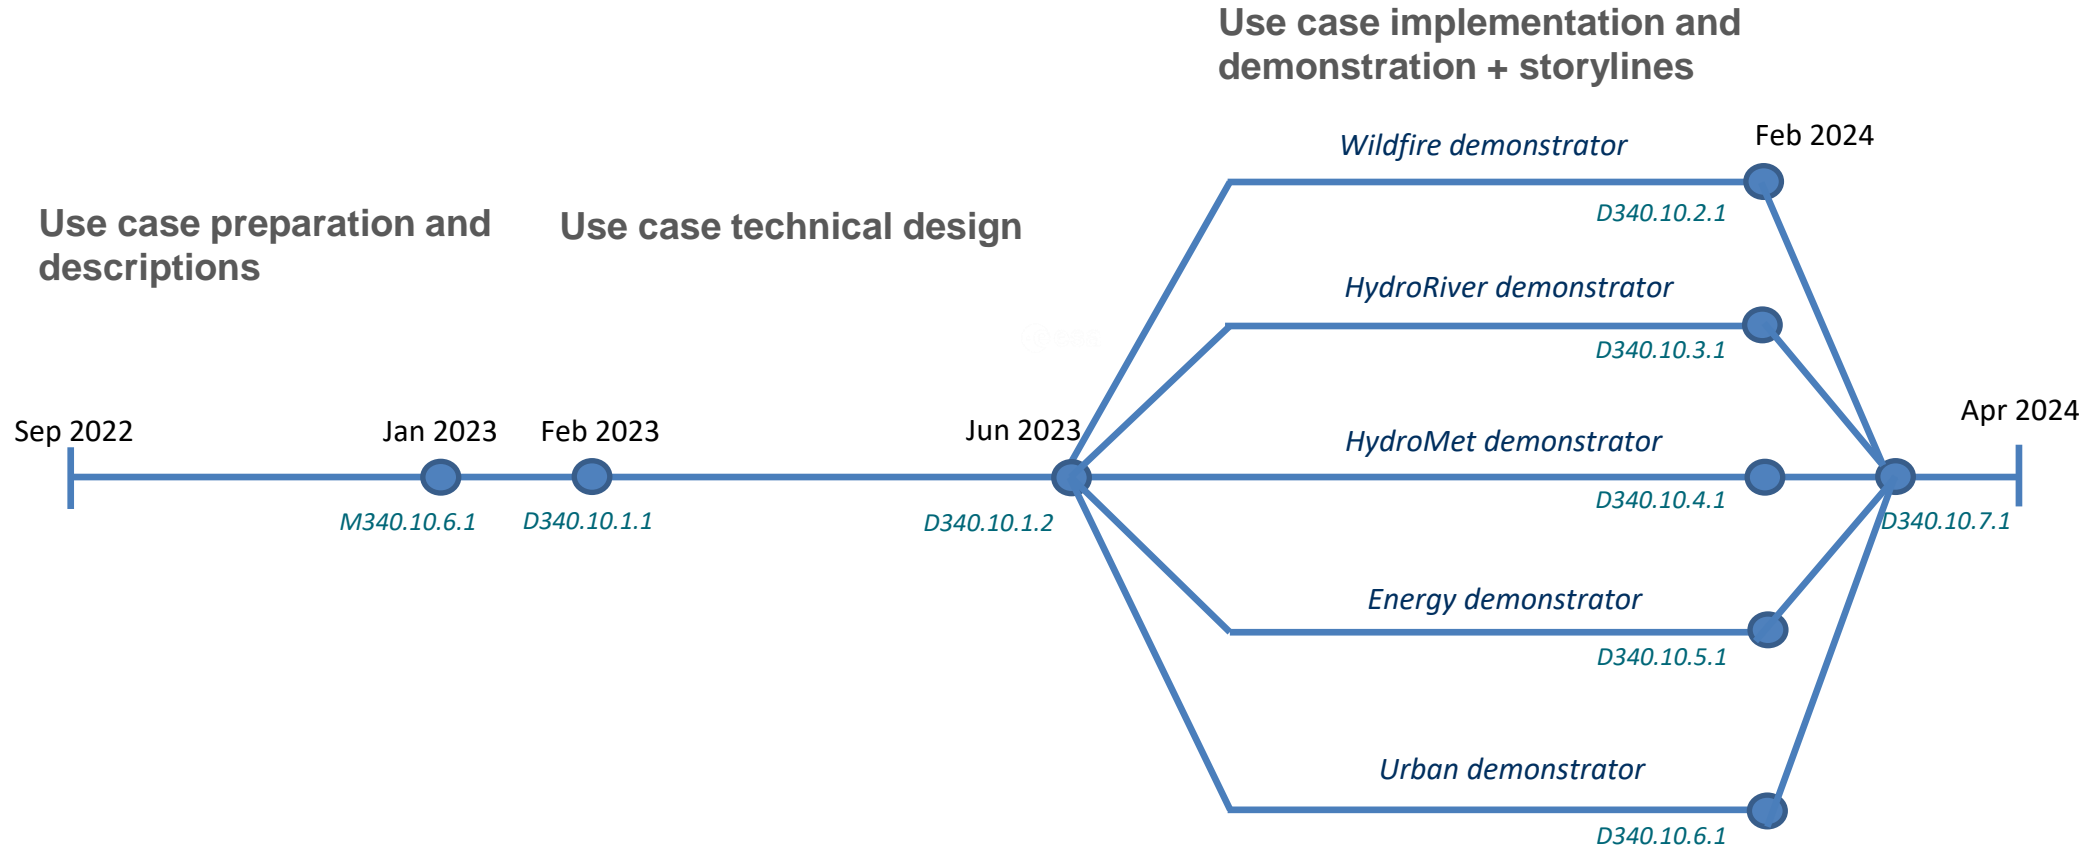 Use case implementation and
demonstration + storylines
Wildfire demonstrator
Feb 2024
D340.10.2.1
Use case preparation and
descriptions
Use case technical design
HydroRiver demonstrator
D340.10.3.1
Sep 2022
Jan 2023
Feb 2023
Jun 2023
HydroMet demonstrator
Apr 2024
M340.10.6.1
D340.10.1.1
D340.10.1.2
D340.10.4.1
D340.10.7.1
Energy demonstrator
D340.10.5.1
Urban demonstrator
D340.10.6.1